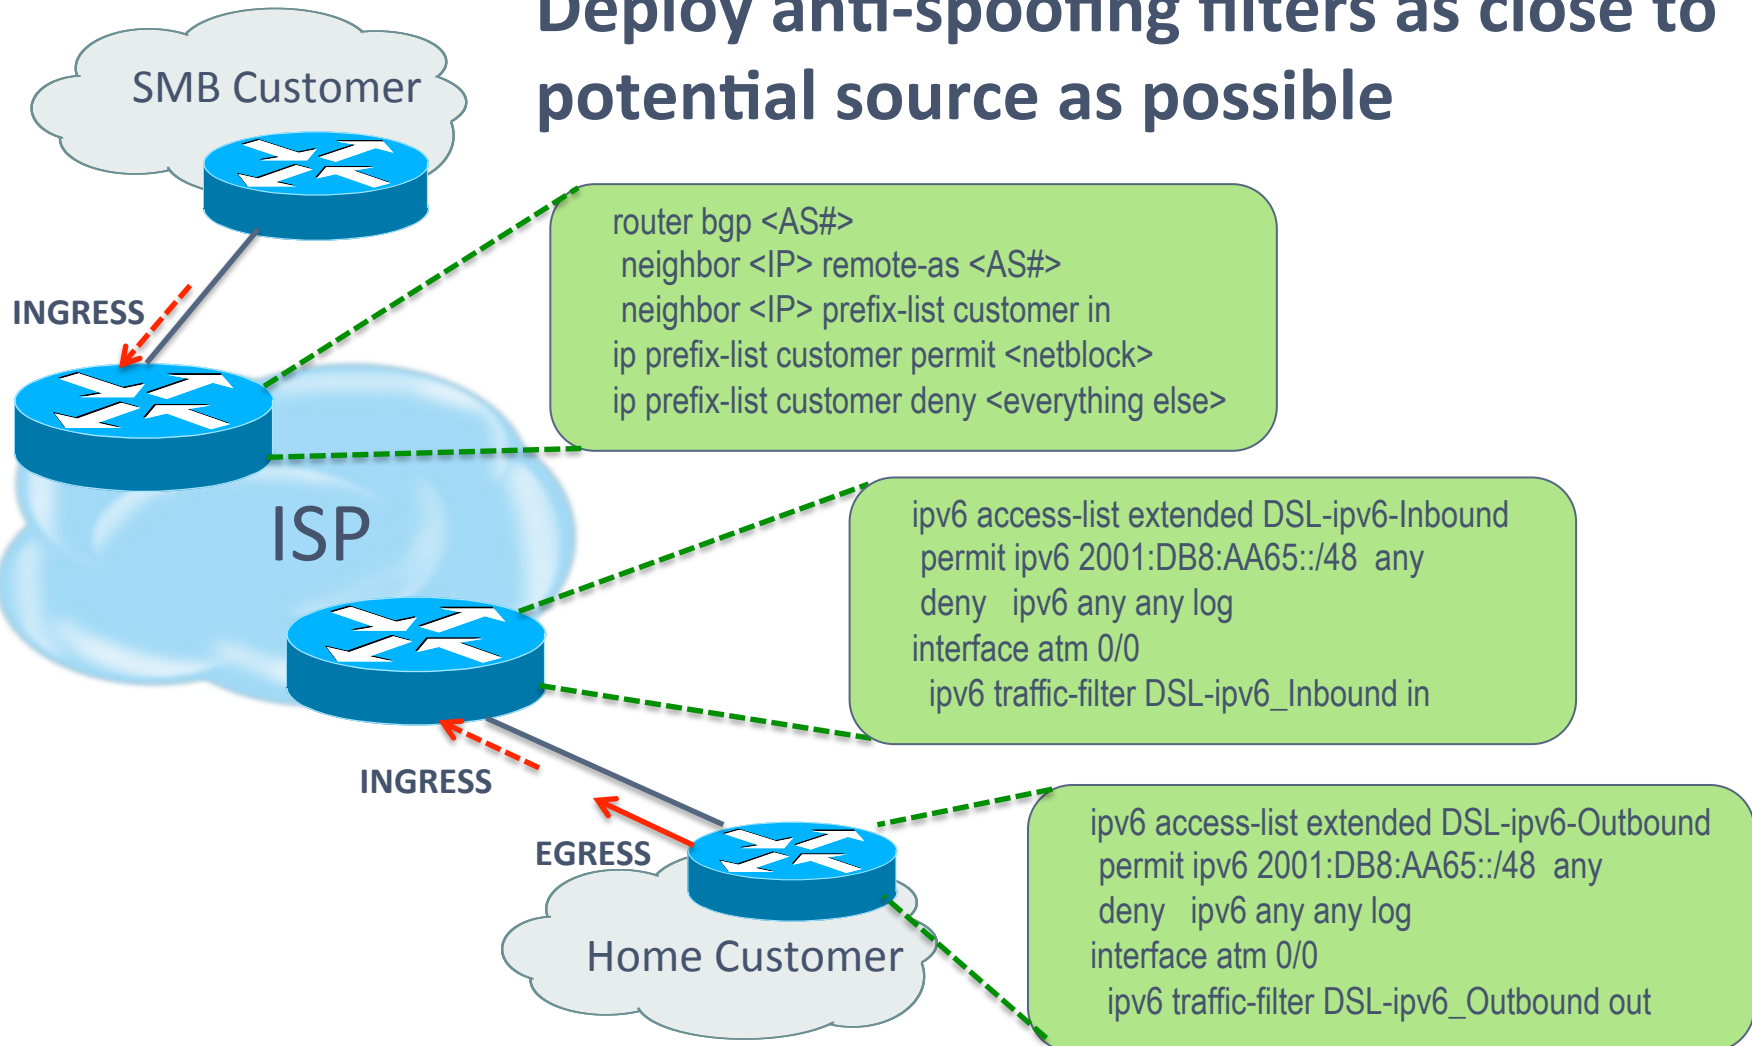 Deploy anti-spoofing filters as close to
potential source as possible
SMB Customer
router bgp <AS#>
neighbor <IP> remote-as <AS#>
neighbor <IP> prefix-list customer in
ip prefix-list customer permit <netblock>
ip prefix-list customer deny <everything else>
INGRESS
ISP
ipv6 access-list extended DSL-ipv6-Inbound
permit ipv6 2001:DB8:AA65::/48 any
deny ipv6 any any log
interface atm 0/0
ipv6 traffic-filter DSL-ipv6_Inbound in
INGRESS
EGRESS
Home Customer
ipv6 access-list extended DSL-ipv6-Outbound
permit ipv6 2001:DB8:AA65::/48 any
deny ipv6 any any log
interface atm 0/0
ipv6 traffic-filter DSL-ipv6_Outbound out